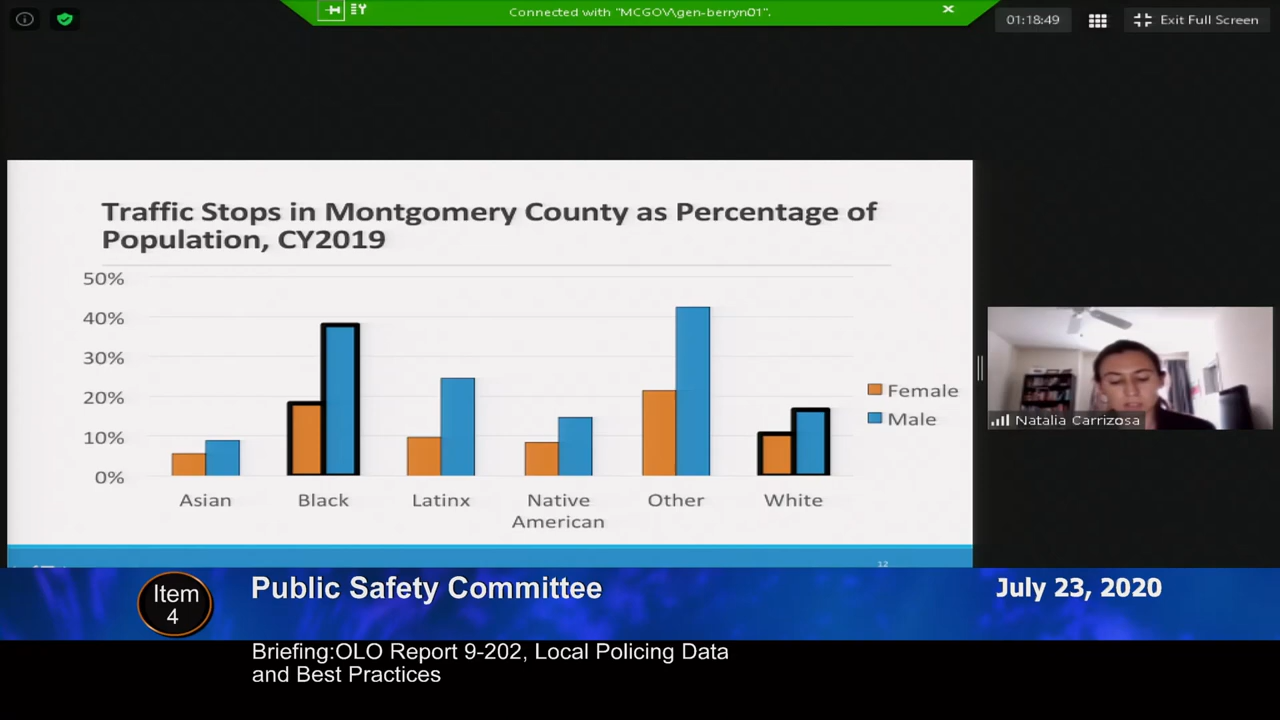 Connected with "MCGOV\gen-berryn01".
01:18:49
Exit Full Screen
Traffic Stops in Montgomery County as Percentage of
Population, CY2019
50%
40%
30%
20%
10%
0%
Asian
Black
Latinx
Native
American
Other
White
Female
Male
12
Natalia Carrizosa
Item
4
Public Safety Committee
July 23, 2020
Briefing:OLO Report 9-202, Local Policing Data
and Best Practices